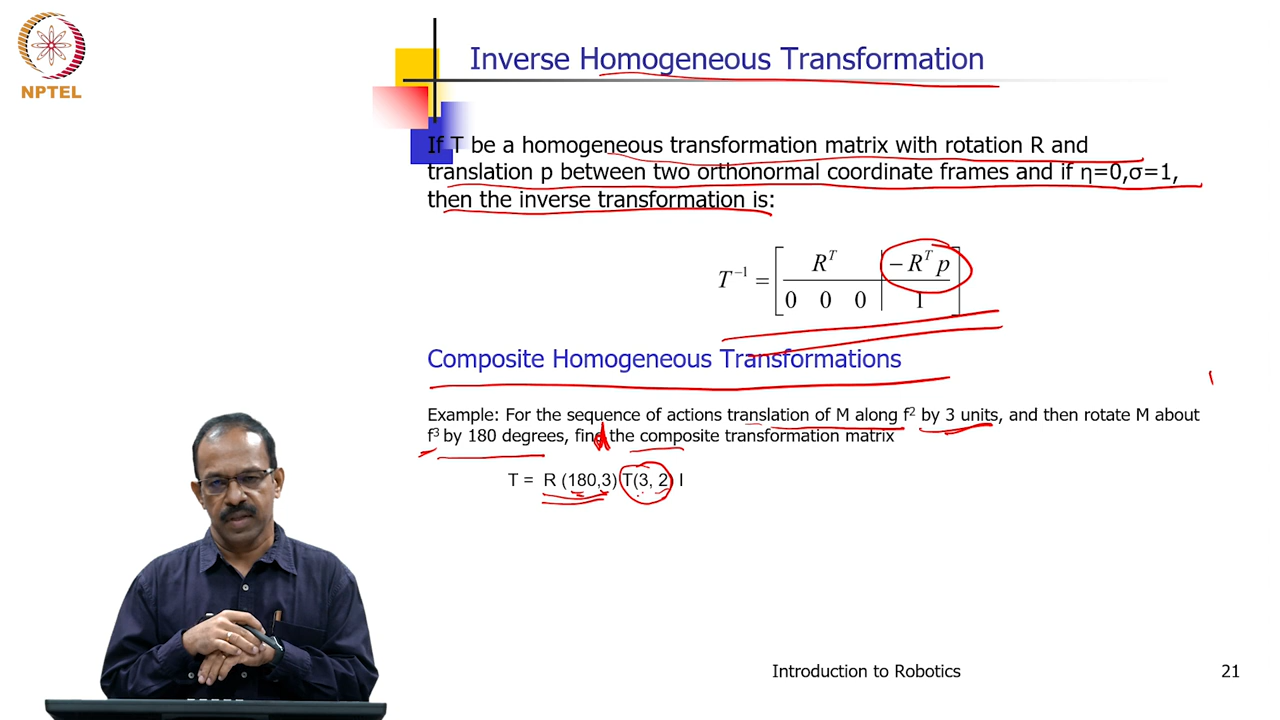 NPTEL
Inverse Homogeneous Transformation
If T be a homogeneous transformation matrix with rotation R and
translation p between two orthonormal coordinate frames and if η=0,σ=1,
then the inverse transformation is:
T⁻¹ = [ Rᵀ | − Rᵀ p ]
[ 0 0 0 | 1 ]
Composite Homogeneous Transformations
Example: For the sequence of actions translation of M along f² by 3 units, and then rotate M about
f³ by 180 degrees, find the composite transformation matrix
T = R (180,3) T(3, 2) I
Introduction to Robotics
21